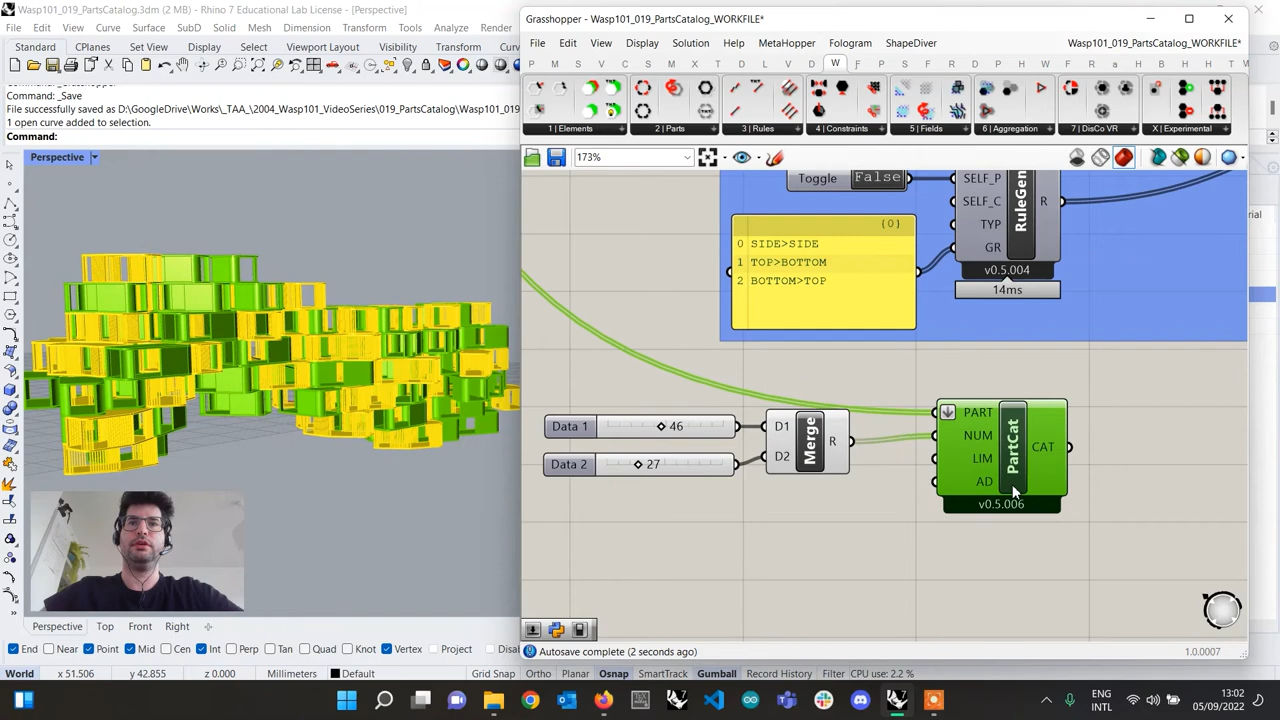 Wasp101_019_PartsCatalog.3dm (2 MB) - Rhino 7 Educational Lab License - [Perspective]
File Edit View Curve Surface SubD Solid Mesh Dimension Transform Tools Analyze Render
Standard CPlanes Set View Display Select Viewport Layout Visibility Transform
Command: _Save
File successfully saved as D:\GoogleDrive\Works\_TAA_\2004_Wasp101_VideoSeries\019_PartsCatalog\Wasp101_019
1 open curve added to selection.
Command:
Perspective
Grasshopper - Wasp101_019_PartsCatalog_WORKFILE*
File Edit View Display Solution Help MetaHopper Fologram ShapeDiver Wasp101_019_PartsCatalog_WORKFILE*
1 | Elements 2 | Parts 3 | Rules 4 | Constraints 5 | Fields 6 | Aggregation 7 | DisCo VR X | Experimental
173%
Toggle False
SELF_P
SELF_C
TYP
GR
RuleGen
R
v0.5.004
14ms
{0}
0 SIDE>SIDE
1 TOP>BOTTOM
2 BOTTOM>TOP
Data 1 46
Data 2 27
D1
D2
Merge
R
PART
NUM
LIM
AD
PartCat
CAT
v0.5.006
Autosave complete (2 seconds ago)
1.0.0007
Perspective Top Front Right
End Near Point Mid Cen Int Perp Tan Quad Knot Vertex Project
World x 51.506 y 42.855 z 0.000 Millimeters Default Grid Snap Ortho Planar Osnap SmartTrack Gumball Record History Filter CPU use: 2.2 %
ENG
INTL
13:02
05/09/2022